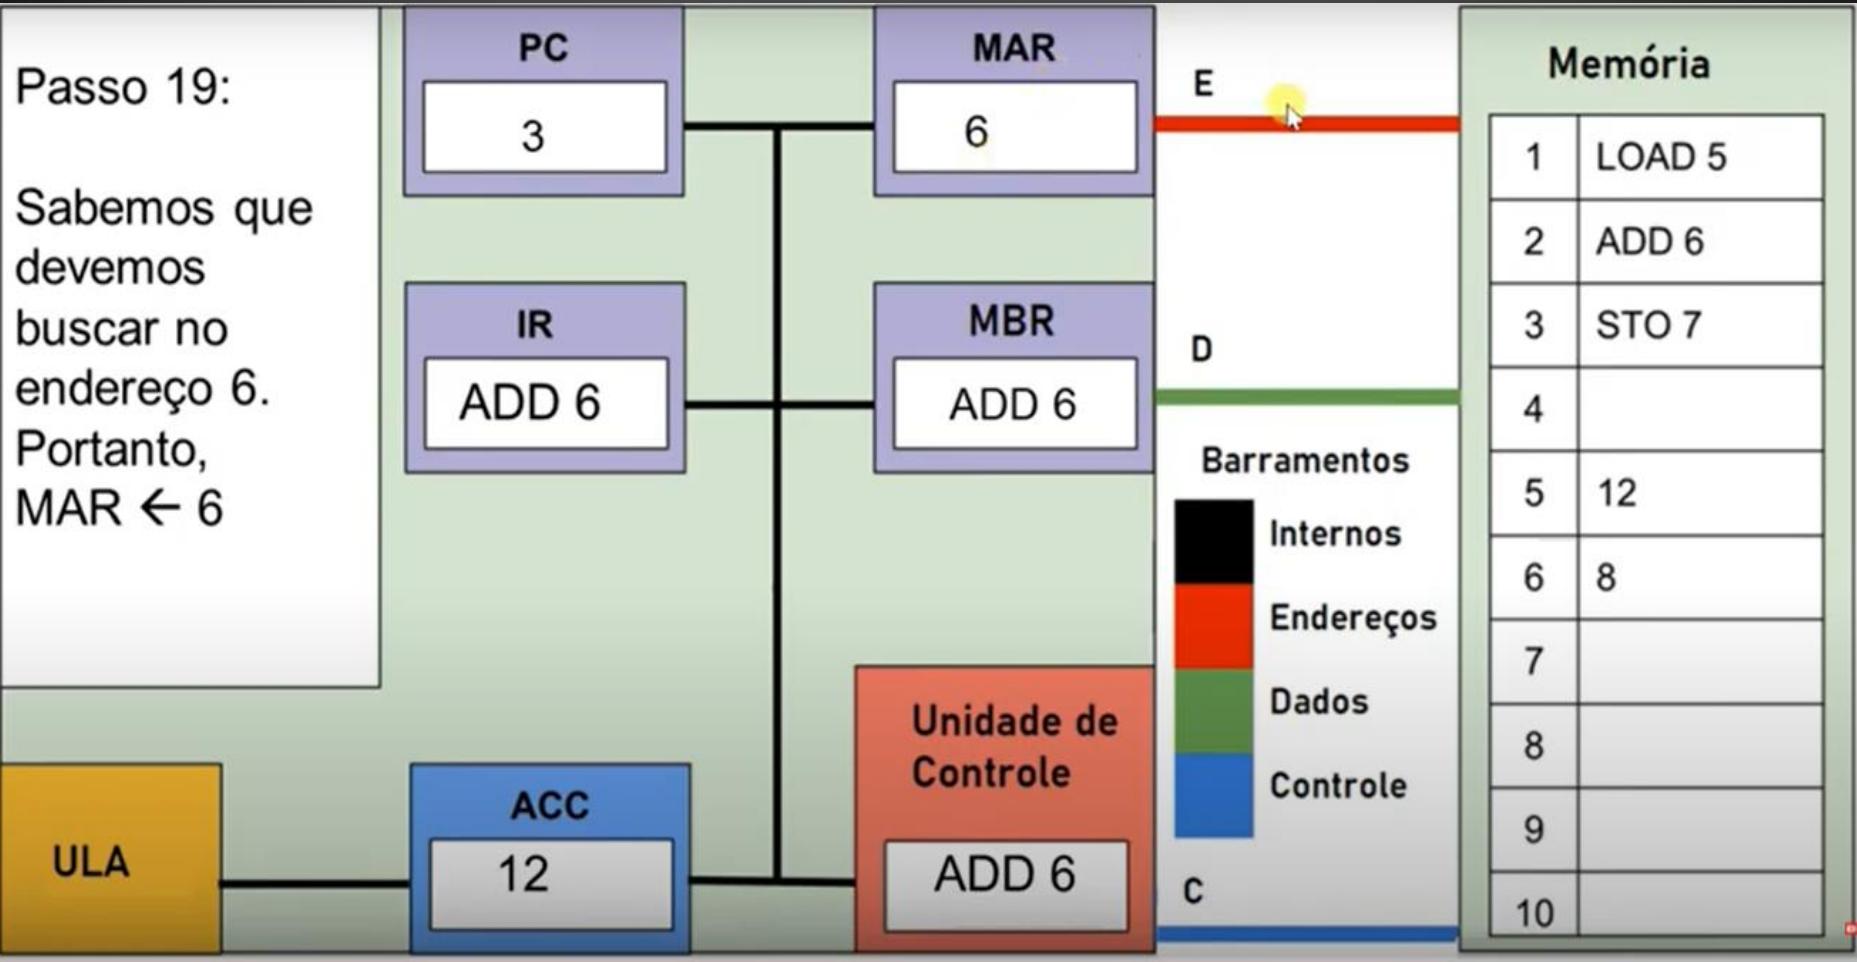 Passo 19:
Sabemos que
devemos
buscar no
endereço 6.
Portanto,
MAR ← 6
PC
3
MAR
6
IR
ADD 6
MBR
ADD 6
ULA
ACC
12
Unidade de
Controle
ADD 6
E
D
Barramentos
Internos
Endereços
Dados
Controle
C
Memória
1 LOAD 5
2 ADD 6
3 STO 7
4
5 12
6 8
7
8
9
10